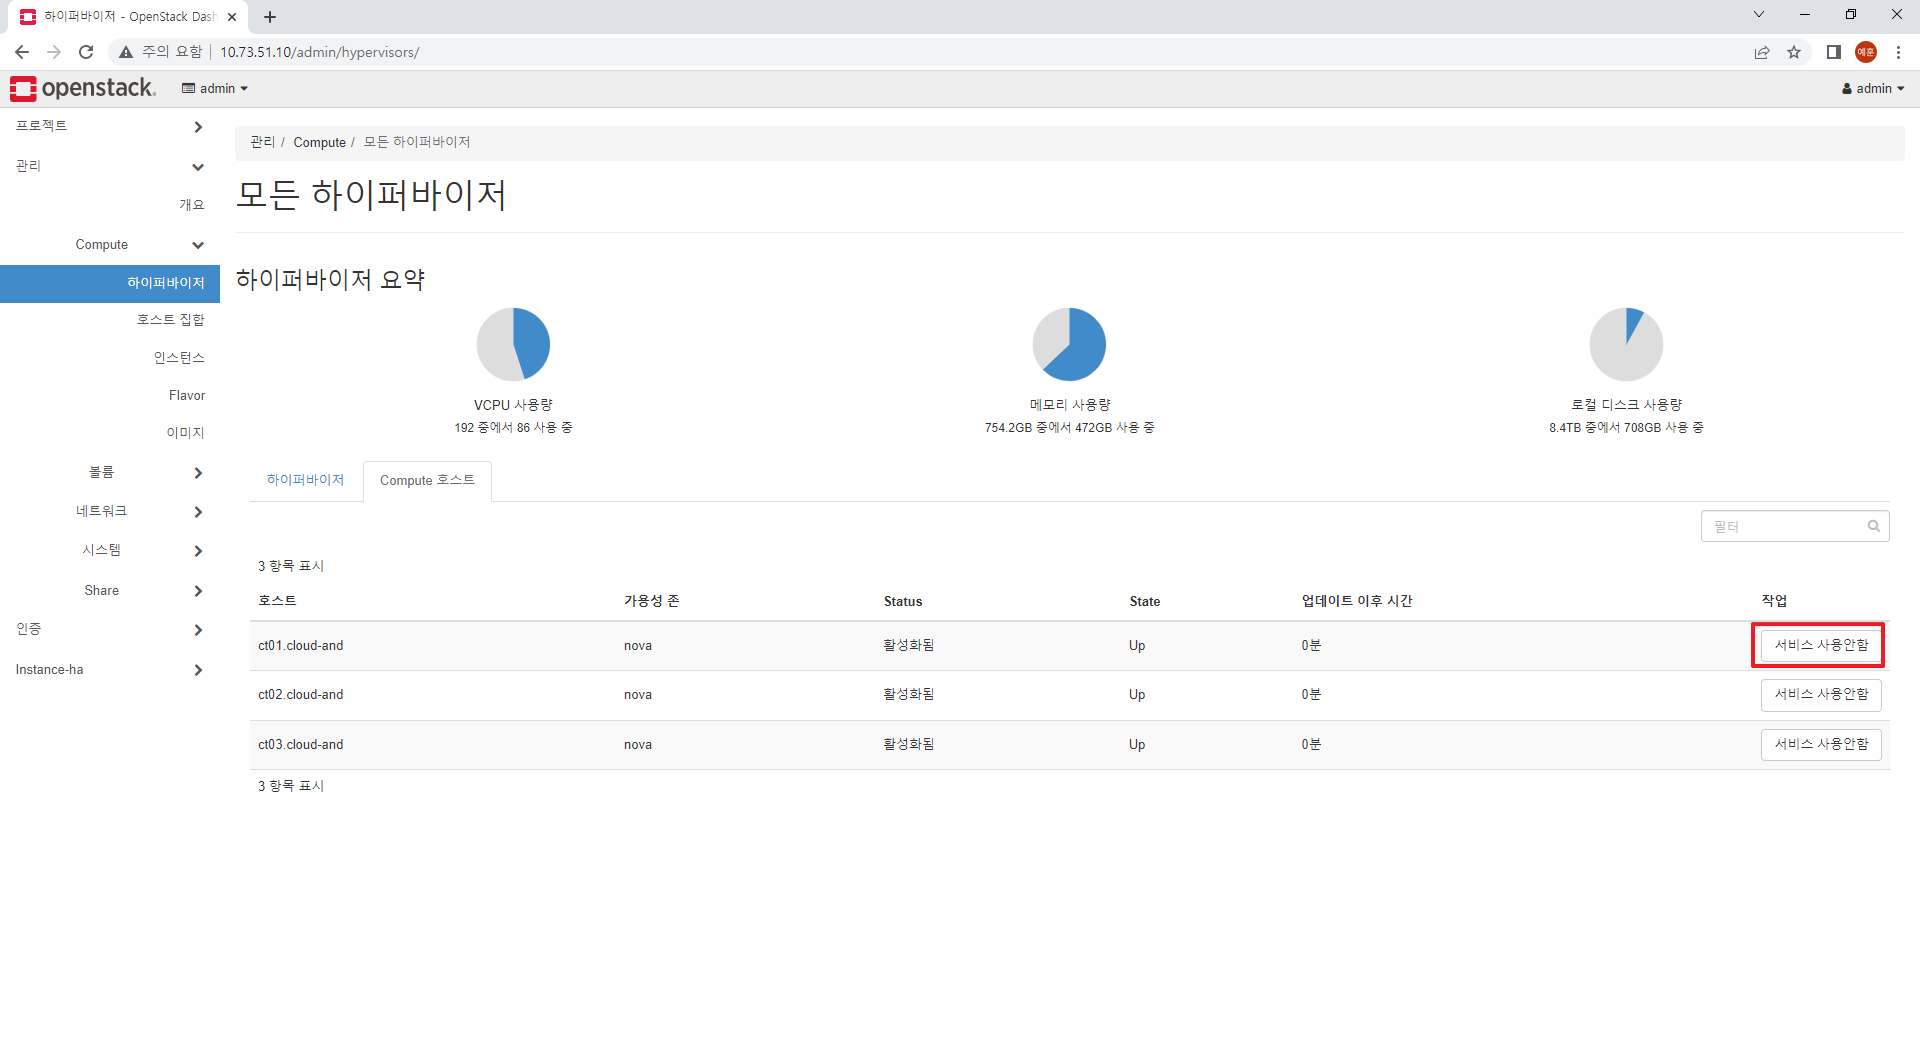 하이퍼바이저 - OpenStack Dash
주의 요함 10.73.51.10/admin/hypervisors/
예훈
openstack. admin admin
프로젝트
관리
개요
Compute
하이퍼바이저
호스트 집합
인스턴스
Flavor
이미지
볼륨
네트워크
시스템
Share
인증
Instance-ha
관리 / Compute / 모든 하이퍼바이저
모든 하이퍼바이저
하이퍼바이저 요약
VCPU 사용량
192 중에서 86 사용 중
메모리 사용량
754.2GB 중에서 472GB 사용 중
로컬 디스크 사용량
8.4TB 중에서 708GB 사용 중
하이퍼바이저 Compute 호스트
필터
3 항목 표시
호스트 가용성 존 Status State 업데이트 이후 시간 작업
ct01.cloud-and nova 활성화됨 Up 0분 서비스 사용안함
ct02.cloud-and nova 활성화됨 Up 0분 서비스 사용안함
ct03.cloud-and nova 활성화됨 Up 0분 서비스 사용안함
3 항목 표시